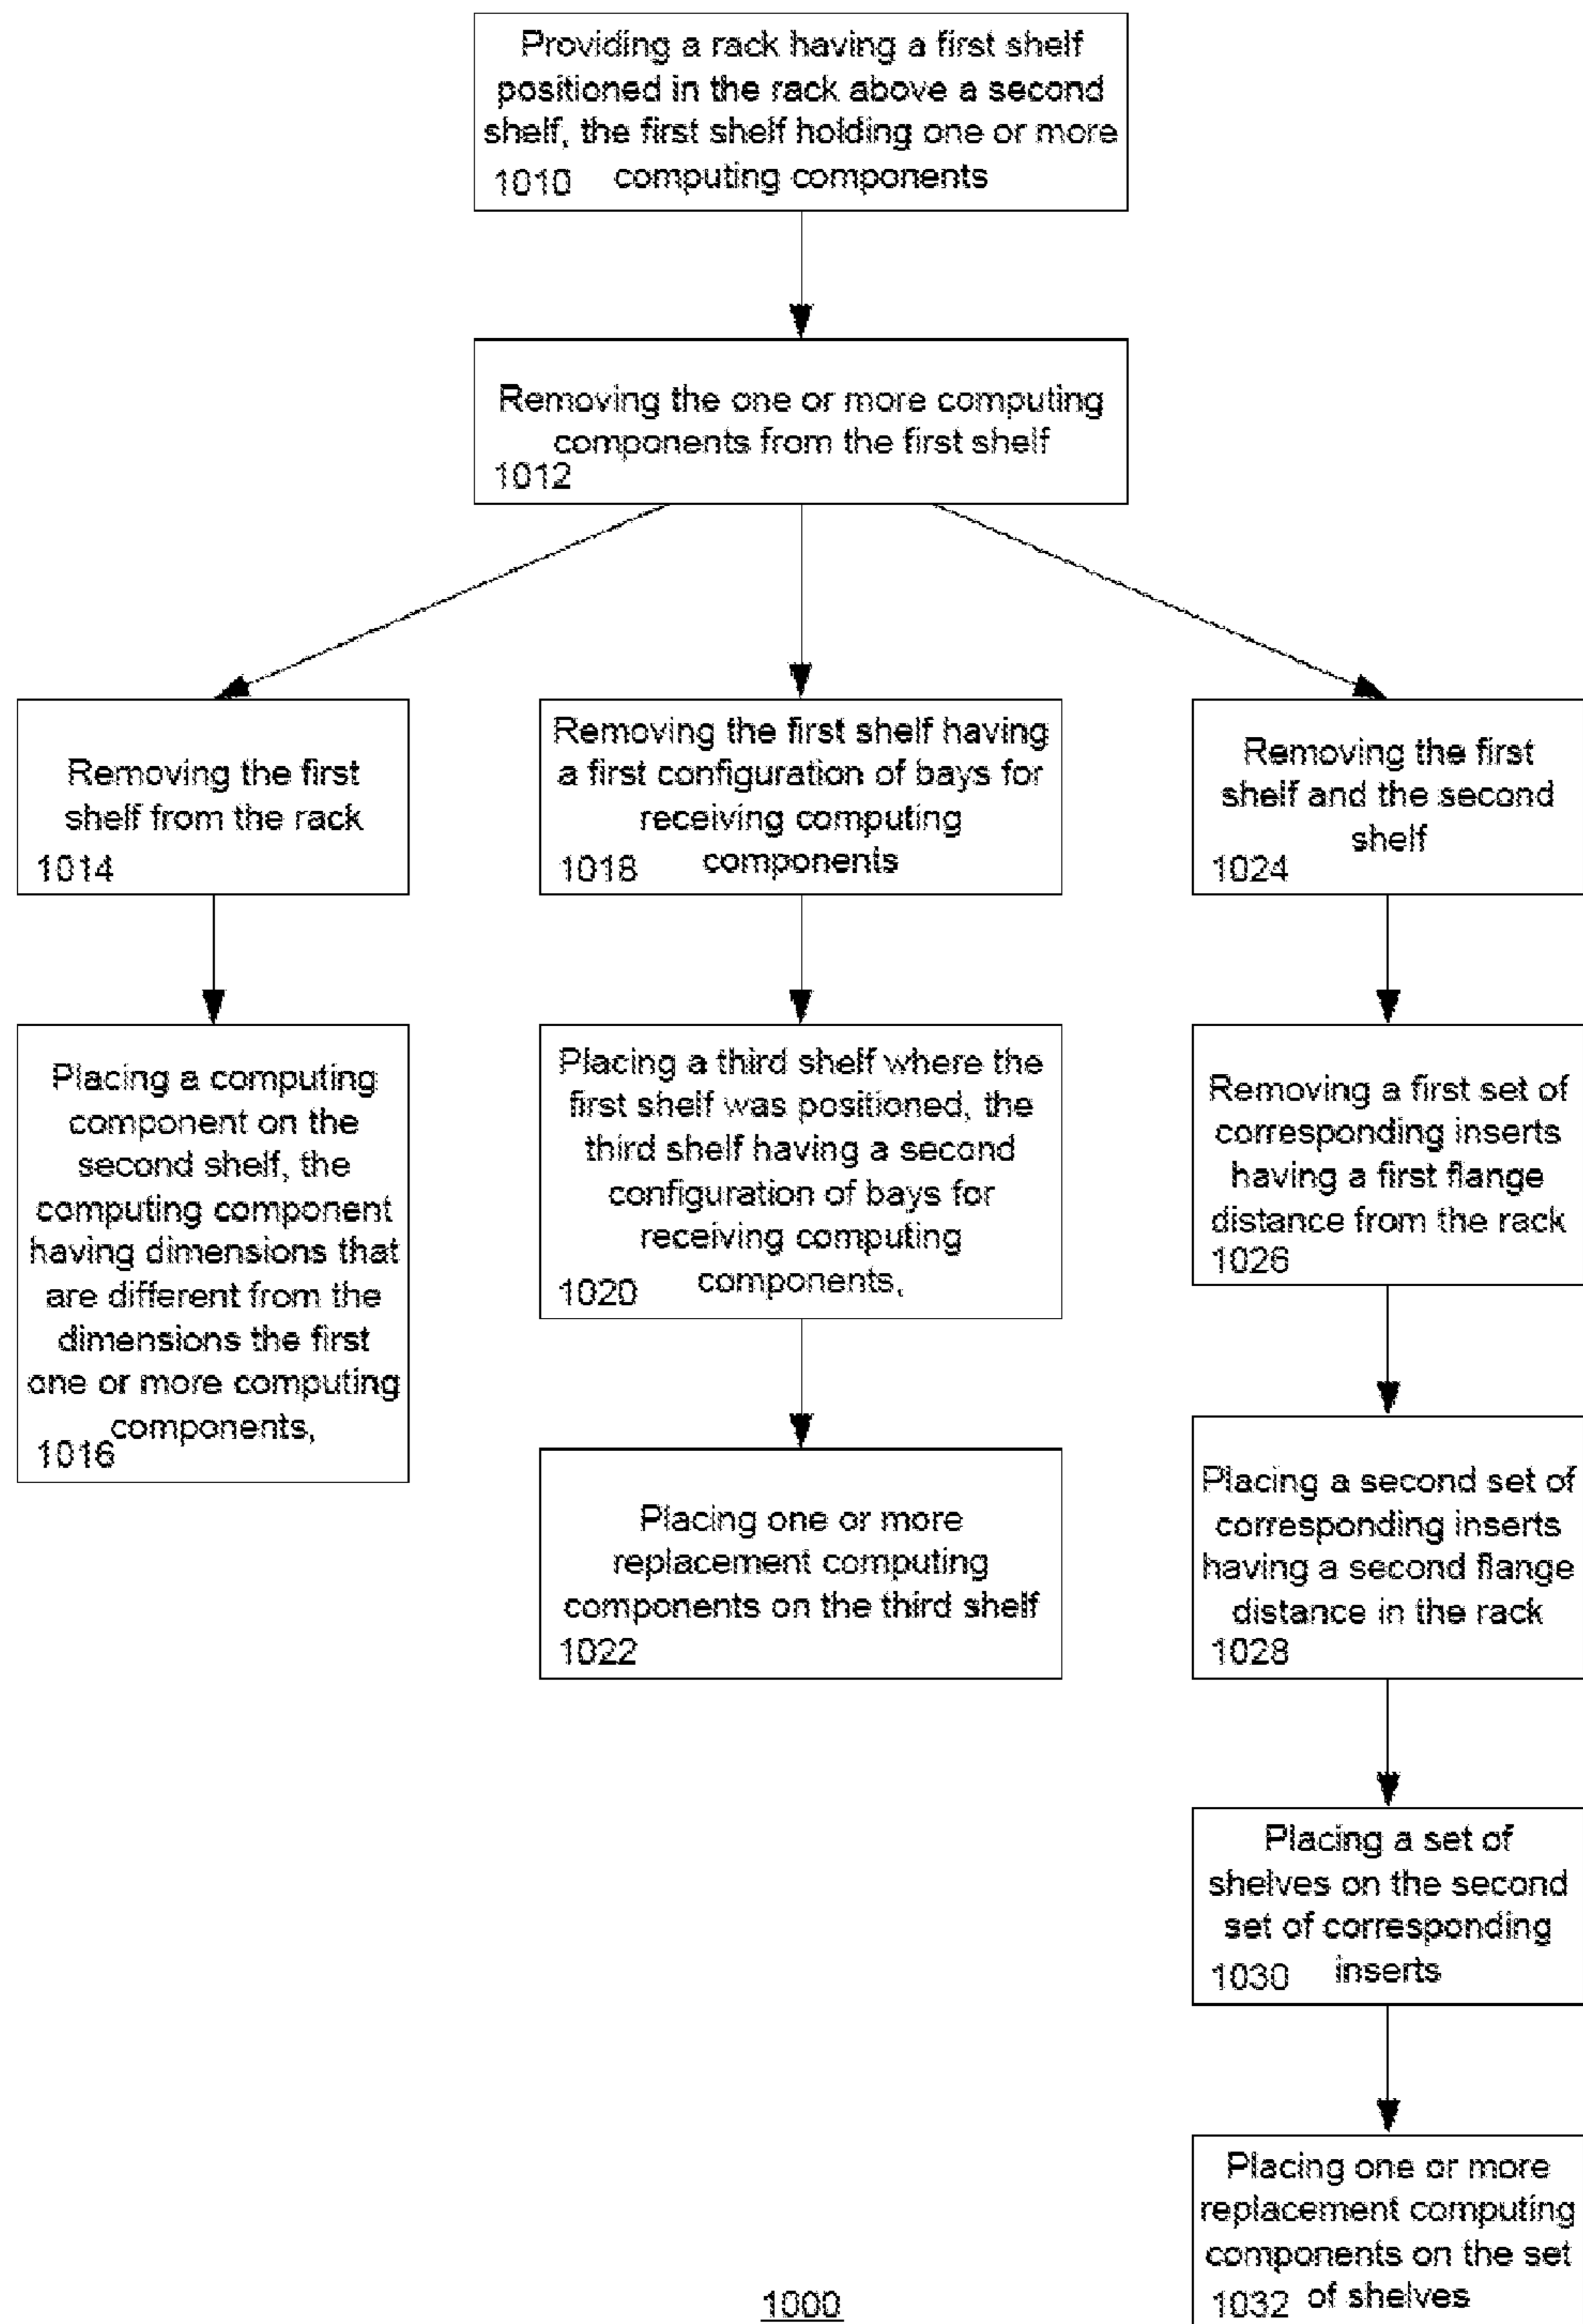 Providing a rack having a first shelf
positioned in the rack above a second
shelf, the first shelf holding one or more
1010 computing components
Removing the one or more computing
components from the first shelf
1012
Removing the first
shelf from the rack
1014
Placing a computing
component on the
second shelf, the
computing component
having dimensions that
are different from the
dimensions the first
one or more computing
components,
1016
Removing the first shelf having
a first configuration of bays for
receiving computing
1018 components
Placing a third shelf where the
first shelf was positioned, the
third shelf having a second
configuration of bays for
receiving computing
1020 components,
Placing one or more
replacement computing
components on the third shelf
1022
Removing the first
shelf and the second
shelf
1024
Removing a first set of
corresponding inserts
having a first flange
distance from the rack
1026
Placing a second set of
corresponding inserts
having a second flange
distance in the rack
1028
Placing a set of
shelves on the second
set of corresponding
1030 inserts
Placing one or more
replacement computing
components on the set
1032 of shelves
1000